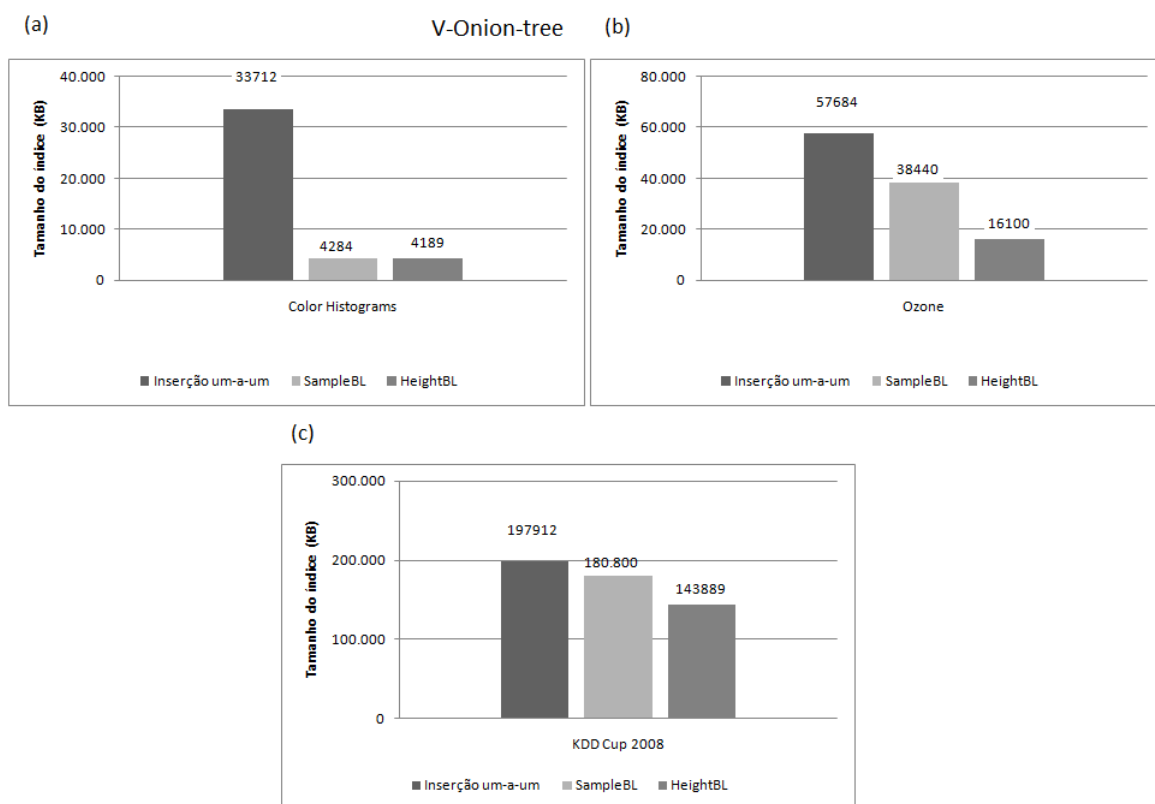 (a)
V-Onion-tree
(b)
Tamanho do índice (KB)
40.000
30.000
20.000
10.000
0
33712
4284
4189
Color Histograms
Inserção um-a-um SampleBL HeightBL
Tamanho do índice (KB)
80.000
60.000
40.000
20.000
0
57684
38440
16100
Ozone
Inserção um-a-um SampleBL HeightBL
(c)
Tamanho do índice (KB)
300.000
200.000
100.000
0
197912
180.800
143889
KDD Cup 2008
Inserção um-a-um SampleBL HeightBL